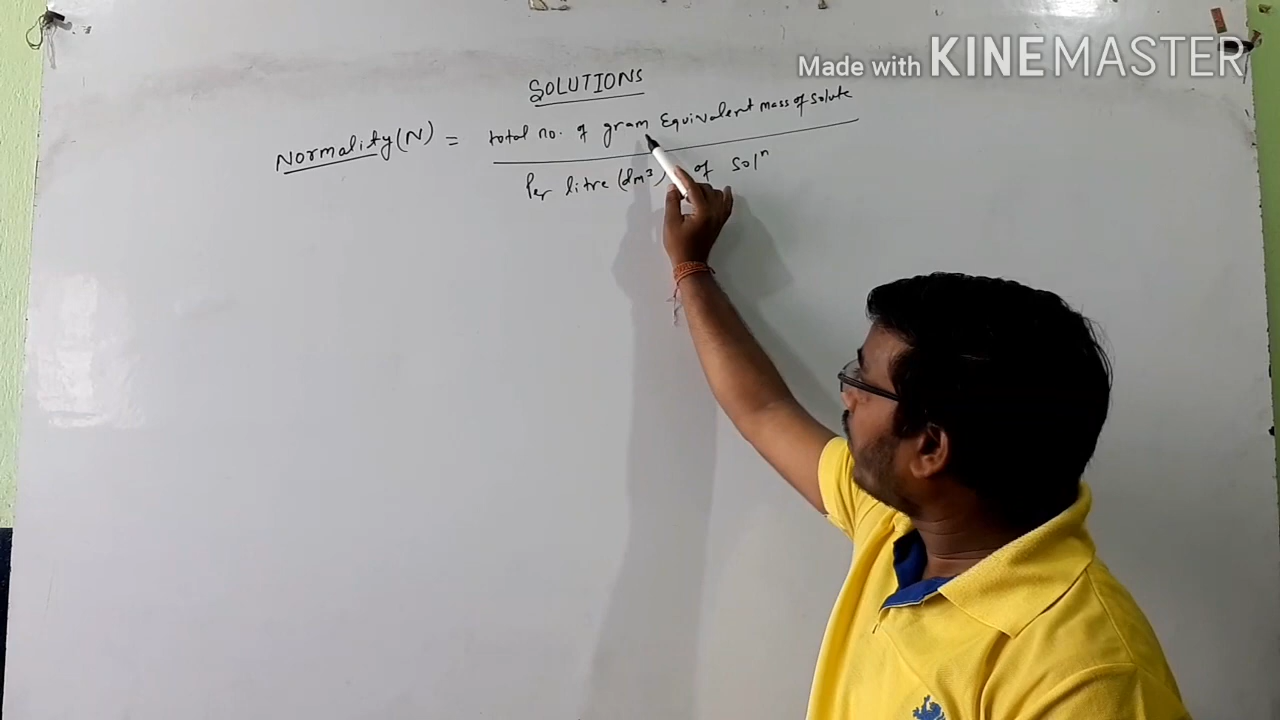 Made with KINEMASTER
SOLUTIONS
Normality (N) = total no. of gram Equivalent mass of solute
Per litre (dm³) of Solⁿ